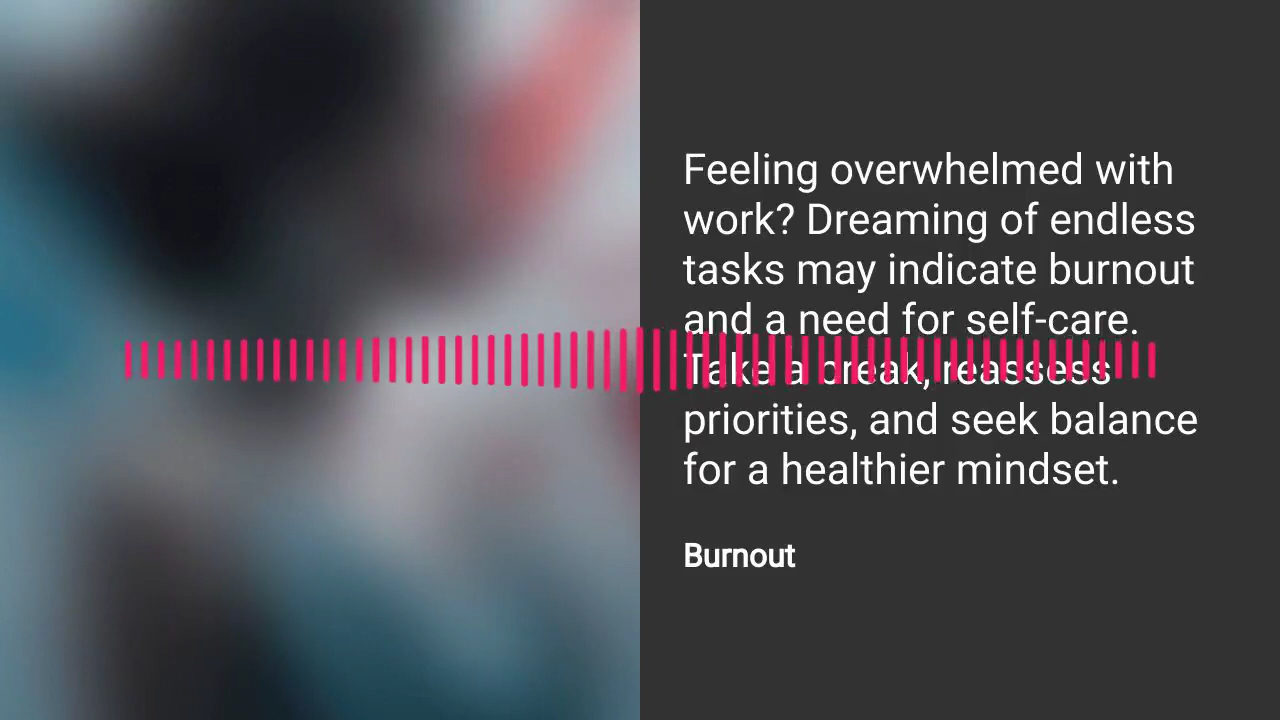 Feeling overwhelmed with
work? Dreaming of endless
tasks may indicate burnout
and a need for self-care.
Take a break, reassess
priorities, and seek balance
for a healthier mindset.
Burnout